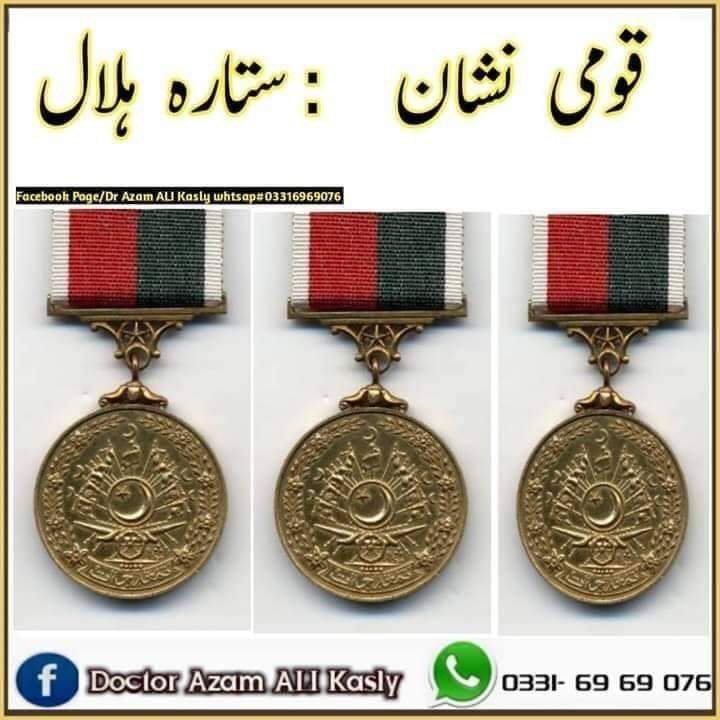 قومی نشان : ستارہ ہلال
Facebook Page/Dr Azam ALI Kasly whtsap#03316969076
Doctor Azam ALI Kasly 0331- 69 69 076